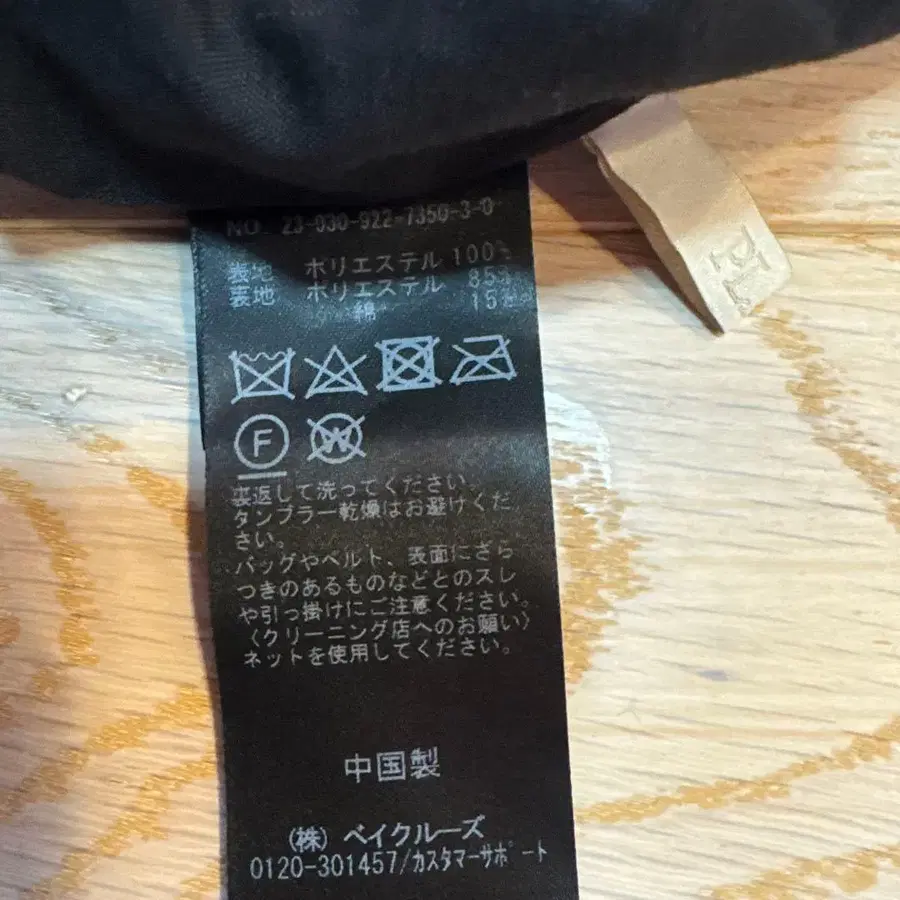 NO. 23-030-922-7350-3-0
表地 ポリエステル 100%
裏地 ポリエステル 85%
綿 15%
F
W
裏返して洗ってください。
タンブラー乾燥はお避けくだ
さい。
バッグやベルト、表面にざら
つきのあるものなどとのスレ
や引っ掛けにご注意ください。
〈クリーニング店へのお願い〉
ネットを使用してください。
中国製
(株) ベイクルーズ
0120-301457/カスタマーサポート